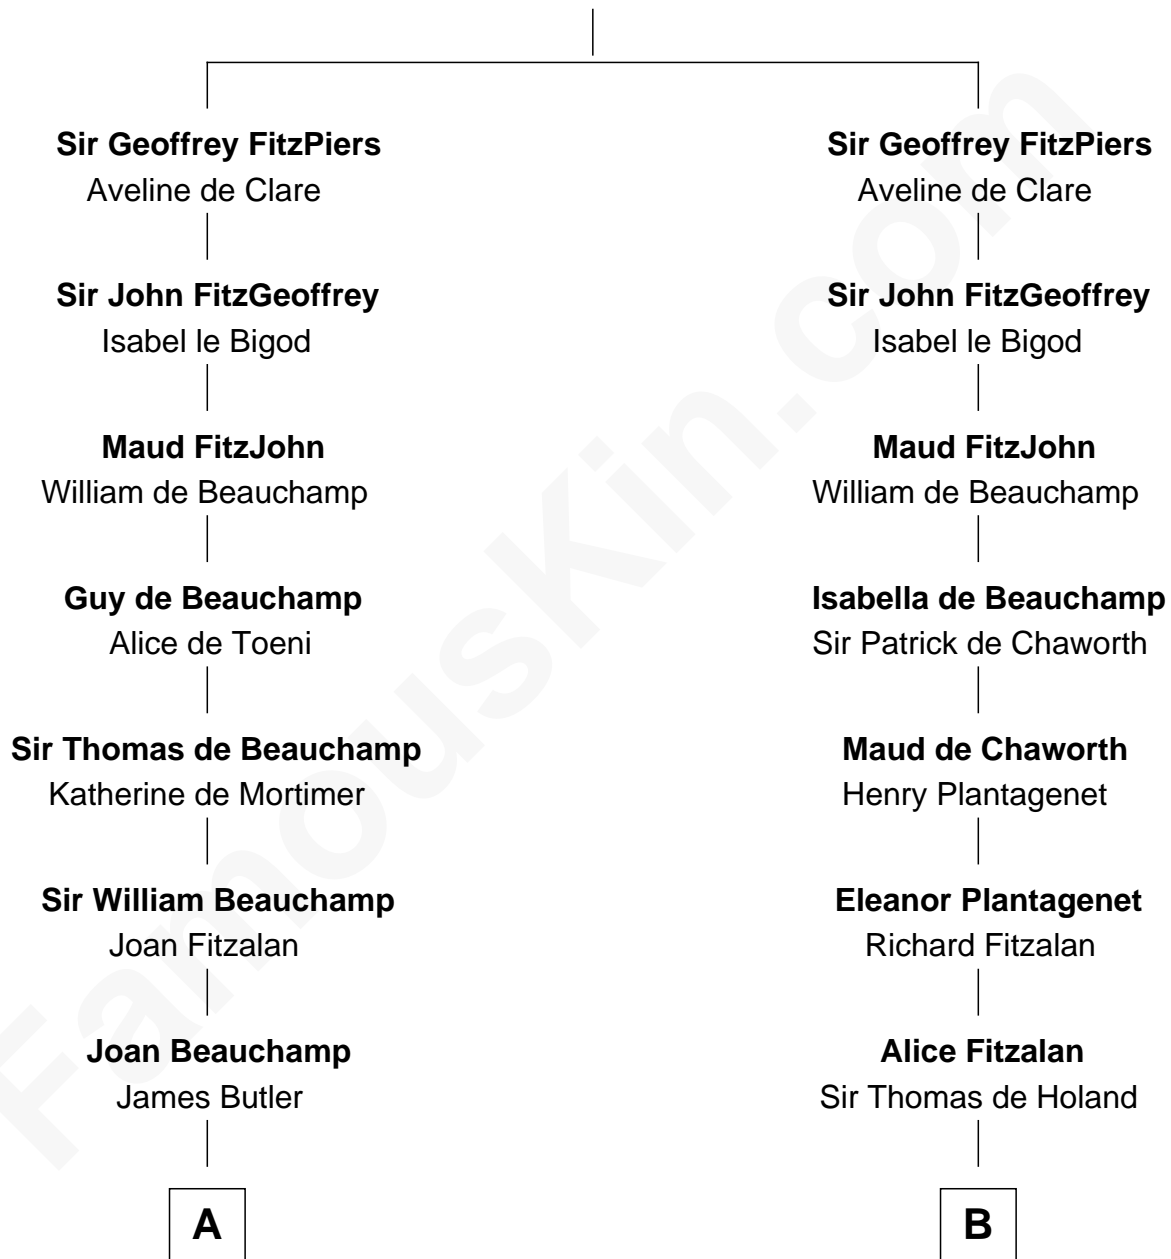 Sir Geoffrey FitzPiers
Aveline de Clare
Sir John FitzGeoffrey
Isabel le Bigod
Maud FitzJohn
William de Beauchamp
Guy de Beauchamp
Alice de Toeni
Sir Thomas de Beauchamp
Katherine de Mortimer
Sir William Beauchamp
Joan Fitzalan
Joan Beauchamp
James Butler
A
Sir Geoffrey FitzPiers
Aveline de Clare
Sir John FitzGeoffrey
Isabel le Bigod
Maud FitzJohn
William de Beauchamp
Isabella de Beauchamp
Sir Patrick de Chaworth
Maud de Chaworth
Henry Plantagenet
Eleanor Plantagenet
Richard Fitzalan
Alice Fitzalan
Sir Thomas de Holand
B
FamousKin.com